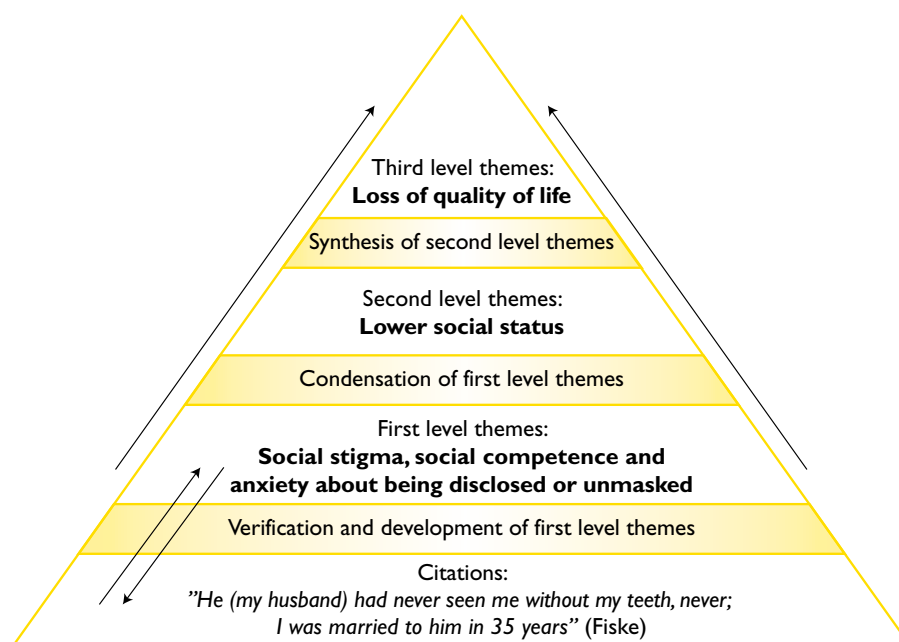 Third level themes:
Loss of quality of life
Synthesis of second level themes
Second level themes:
Lower social status
Condensation of first level themes
First level themes:
Social stigma, social competence and
anxiety about being disclosed or unmasked
Verification and development of first level themes
Citations:
”He (my husband) had never seen me without my teeth, never;
I was married to him in 35 years” (Fiske)